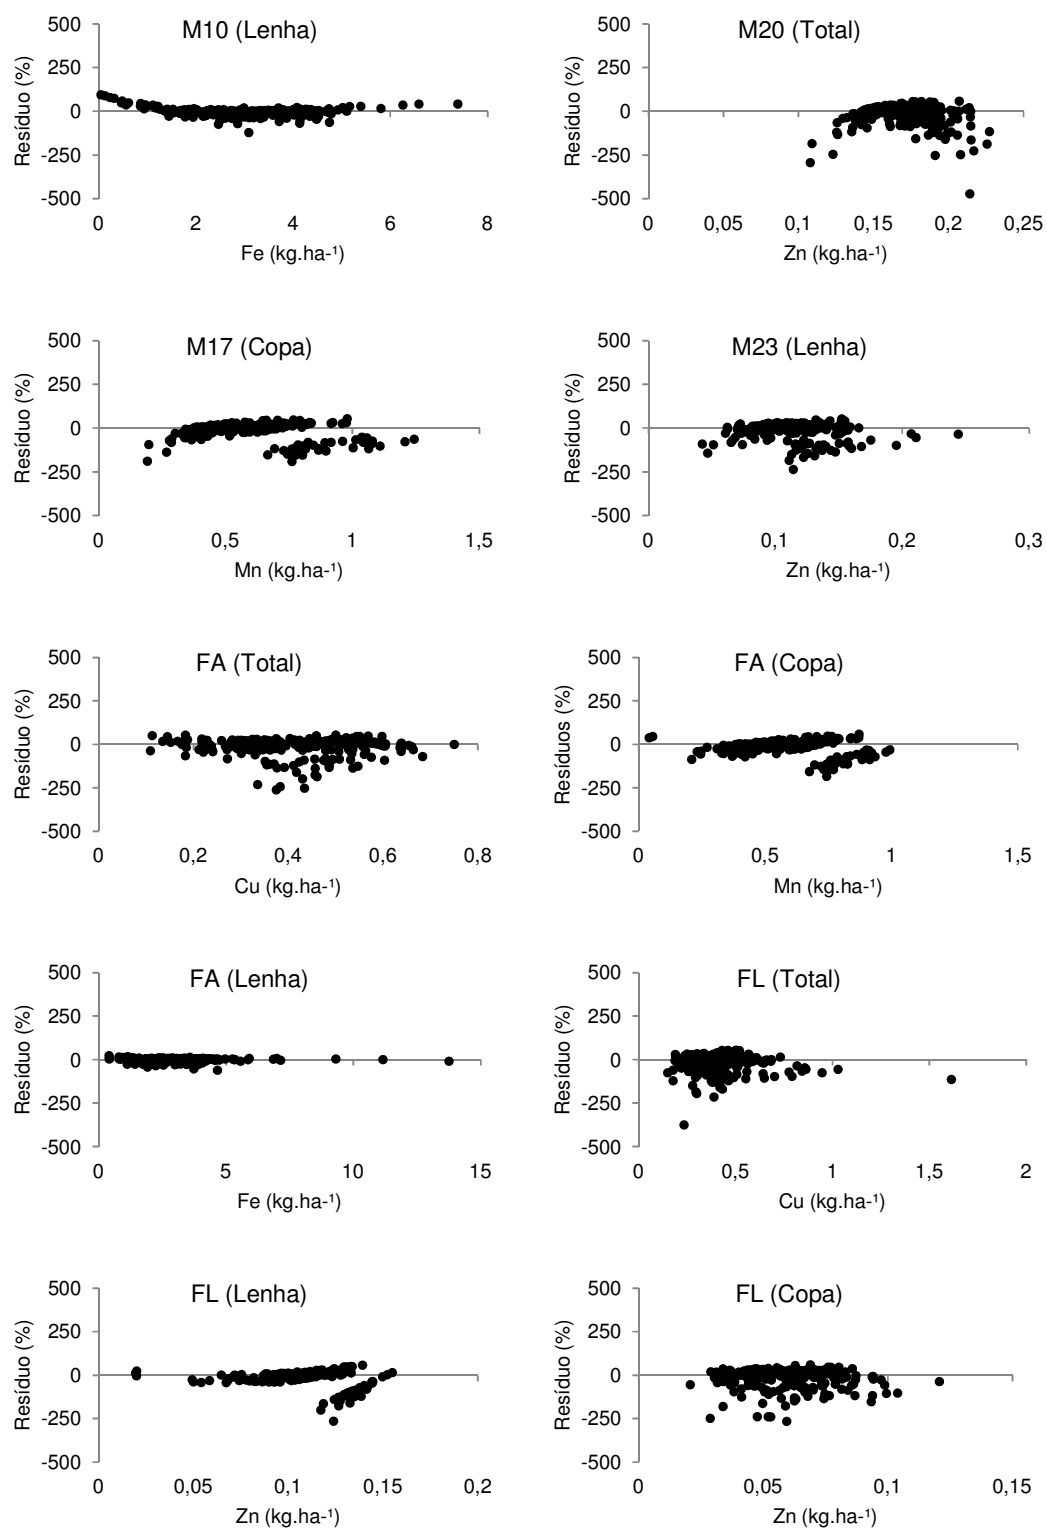 M10 (Lenha)
Resíduo (%)
500
250
0
-250
-500
0 2 4 6 8
Fe (kg.ha-¹)
M20 (Total)
Resíduo (%)
500
250
0
-250
-500
0 0,05 0,1 0,15 0,2 0,25
Zn (kg.ha-¹)
M17 (Copa)
Resíduo (%)
500
250
0
-250
-500
0 0,5 1 1,5
Mn (kg.ha-¹)
M23 (Lenha)
Resíduo (%)
500
250
0
-250
-500
0 0,1 0,2 0,3
Zn (kg.ha-¹)
FA (Total)
Resíduo (%)
500
250
0
-250
-500
0 0,2 0,4 0,6 0,8
Cu (kg.ha-¹)
FA (Copa)
Resíduos (%)
500
250
0
-250
-500
0 0,5 1 1,5
Mn (kg.ha-¹)
FA (Lenha)
Resíduo (%)
500
250
0
-250
-500
0 5 10 15
Fe (kg.ha-¹)
FL (Total)
Resíduo (%)
500
250
0
-250
-500
0 0,5 1 1,5 2
Cu (kg.ha-¹)
FL (Lenha)
Resíduo (%)
500
250
0
-250
-500
0 0,05 0,1 0,15 0,2
Zn (kg.ha-¹)
FL (Copa)
Resíduo (%)
500
250
0
-250
-500
0 0,05 0,1 0,15
Zn (kg.ha-¹)